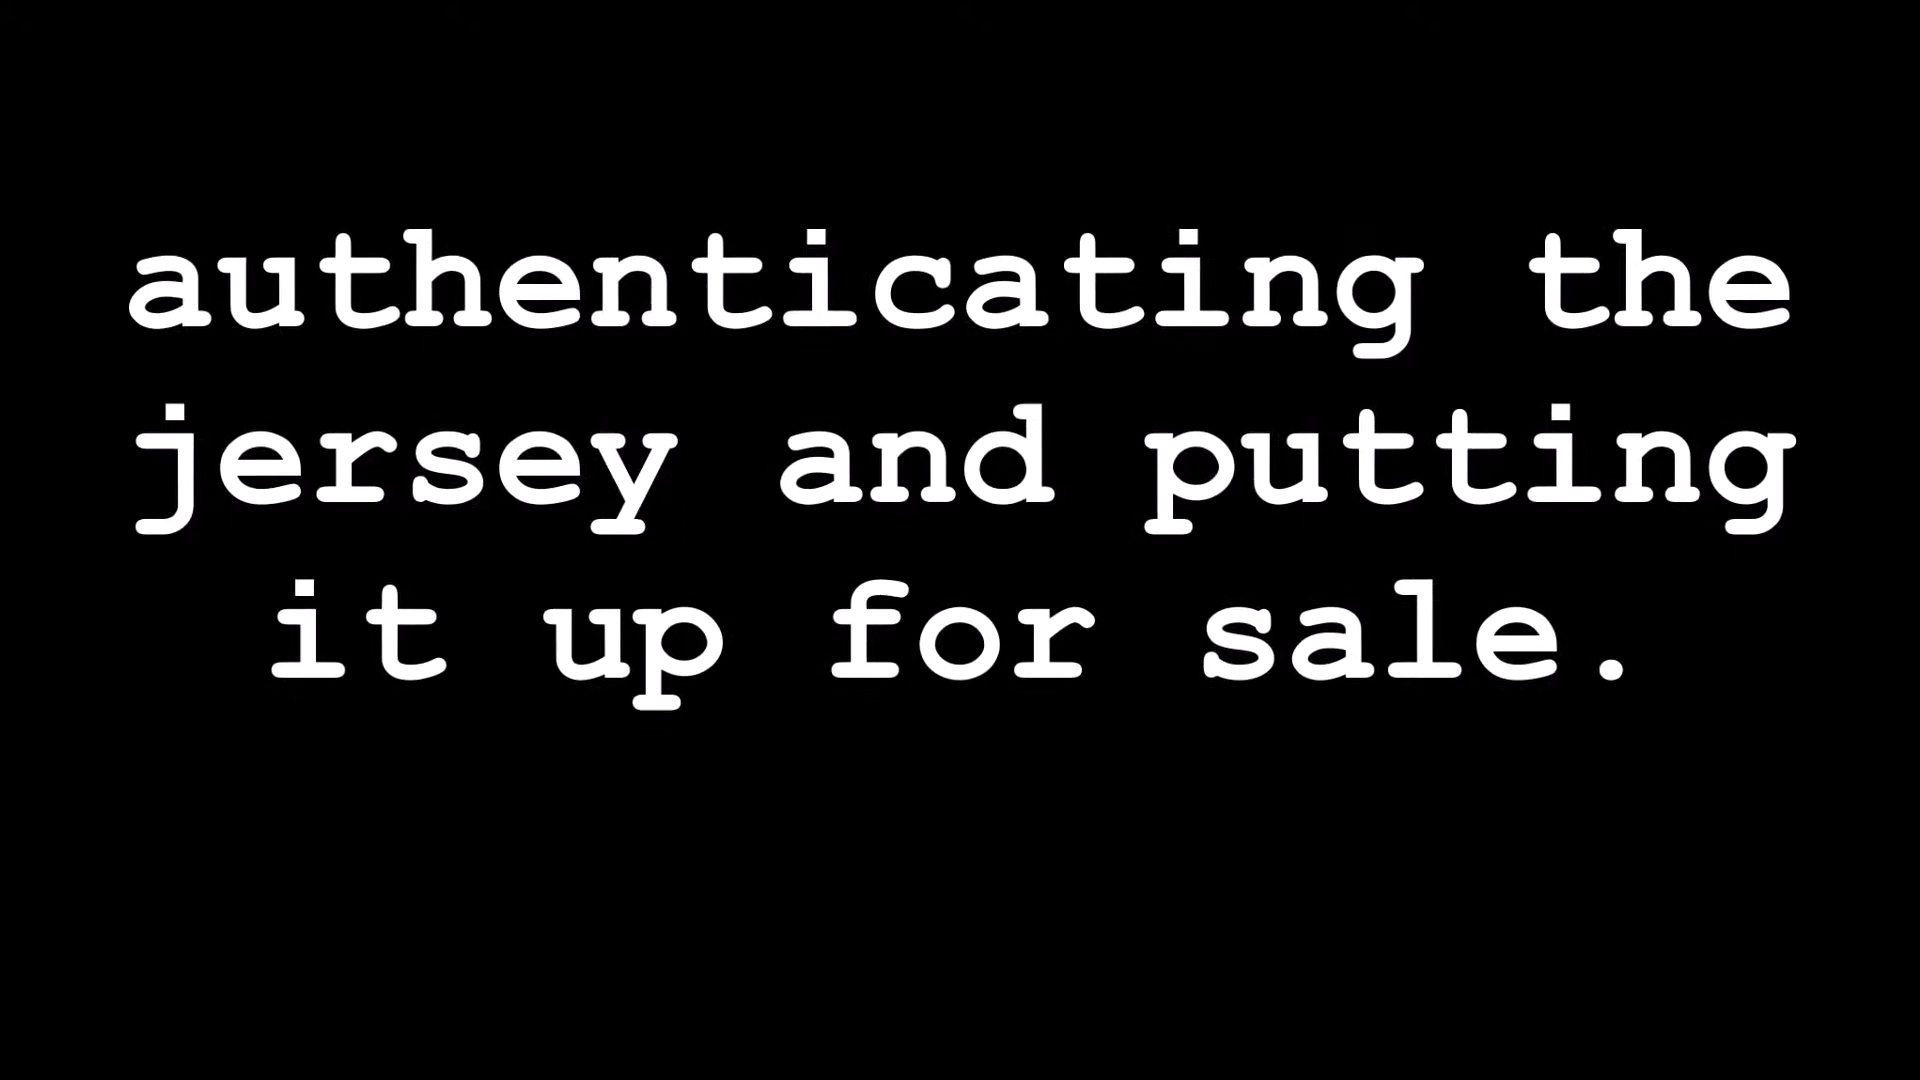 authenticating the
jersey and putting
it up for sale.